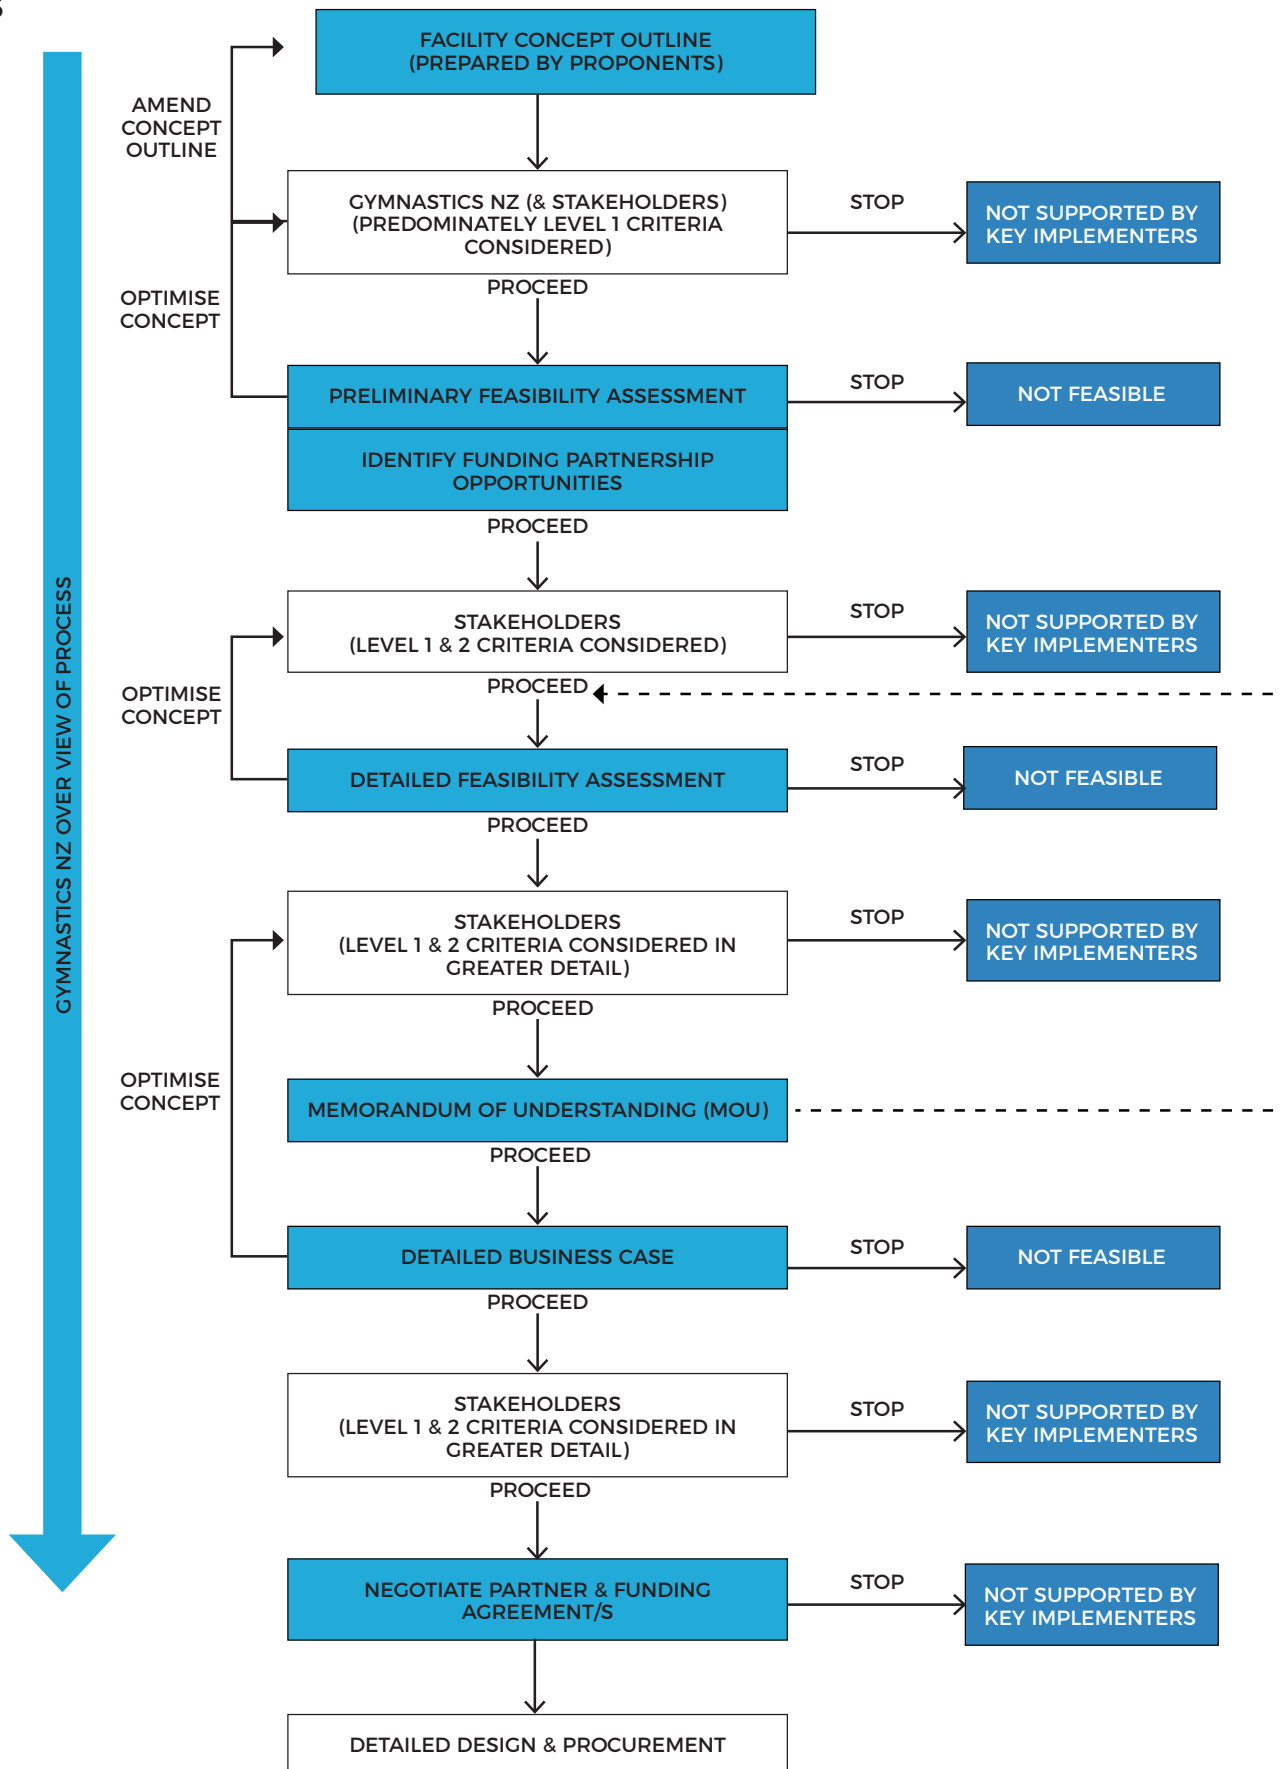 FACILITY CONCEPT OUTLINE
(PREPARED BY PROPONENTS)
AMEND
CONCEPT
OUTLINE
GYMNASTICS NZ (& STAKEHOLDERS)
(PREDOMINATELY LEVEL 1 CRITERIA
CONSIDERED)
STOP
NOT SUPPORTED BY
KEY IMPLEMENTERS
PROCEED
OPTIMISE
CONCEPT
PRELIMINARY FEASIBILITY ASSESSMENT
STOP
NOT FEASIBLE
IDENTIFY FUNDING PARTNERSHIP
OPPORTUNITIES
PROCEED
GYMNASTICS NZ OVER VIEW OF PROCESS
STAKEHOLDERS
(LEVEL 1 & 2 CRITERIA CONSIDERED)
STOP
NOT SUPPORTED BY
KEY IMPLEMENTERS
PROCEED
OPTIMISE
CONCEPT
DETAILED FEASIBILITY ASSESSMENT
STOP
NOT FEASIBLE
PROCEED
STAKEHOLDERS
(LEVEL 1 & 2 CRITERIA CONSIDERED IN
GREATER DETAIL)
STOP
NOT SUPPORTED BY
KEY IMPLEMENTERS
PROCEED
OPTIMISE
CONCEPT
MEMORANDUM OF UNDERSTANDING (MOU)
PROCEED
DETAILED BUSINESS CASE
STOP
NOT FEASIBLE
PROCEED
STAKEHOLDERS
(LEVEL 1 & 2 CRITERIA CONSIDERED IN
GREATER DETAIL)
STOP
NOT SUPPORTED BY
KEY IMPLEMENTERS
PROCEED
NEGOTIATE PARTNER & FUNDING
AGREEMENT/S
STOP
NOT SUPPORTED BY
KEY IMPLEMENTERS
DETAILED DESIGN & PROCUREMENT